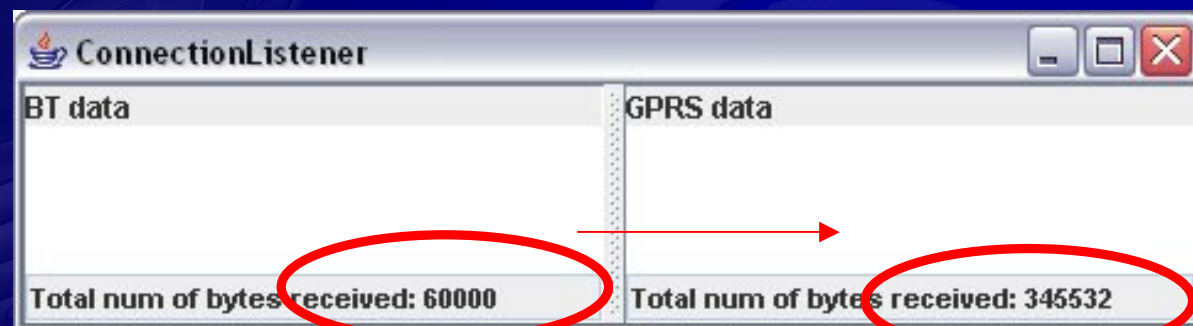 ConnectionListener
BT data
GPRS data
Total num of bytes received: 60000
Total num of bytes received: 345532